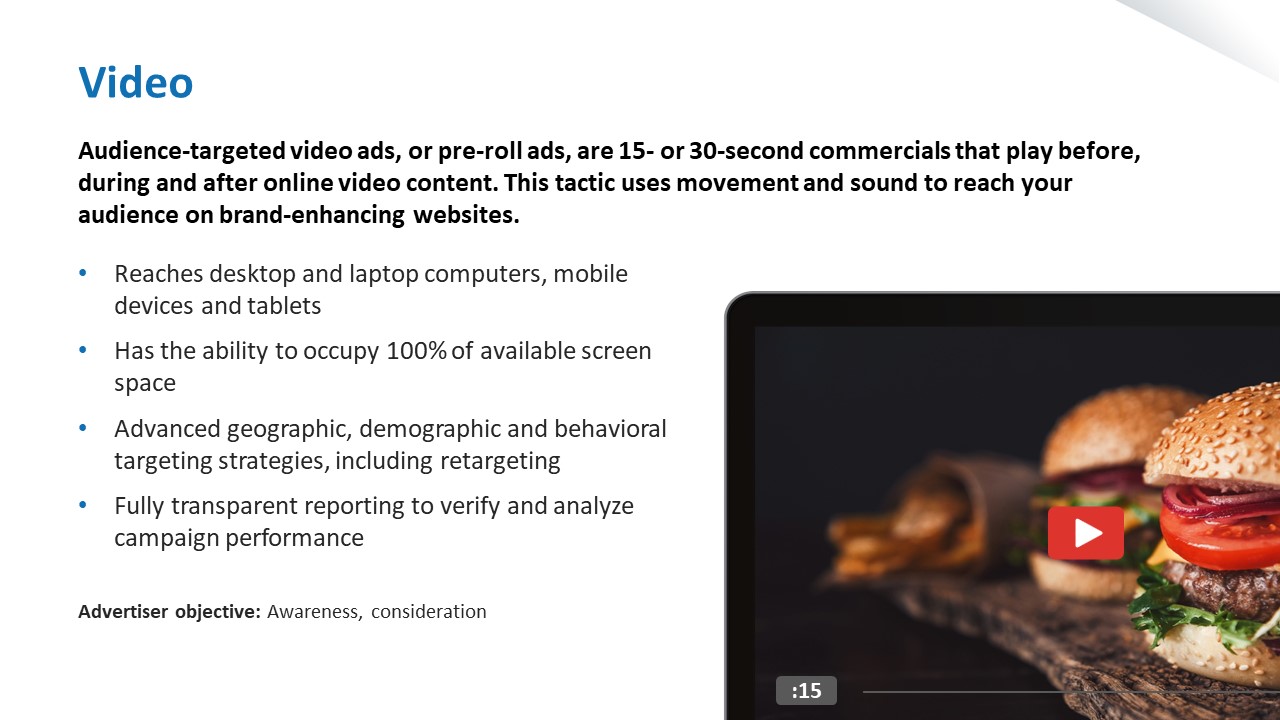 Video
Audience-targeted video ads, or pre-roll ads, are 15- or 30-second commercials that play before,
during and after online video content. This tactic uses movement and sound to reach your
audience on brand-enhancing websites.
• Reaches desktop and laptop computers, mobile
devices and tablets
• Has the ability to occupy 100% of available screen
space
• Advanced geographic, demographic and behavioral
targeting strategies, including retargeting
• Fully transparent reporting to verify and analyze
campaign performance
Advertiser objective: Awareness, consideration
:15